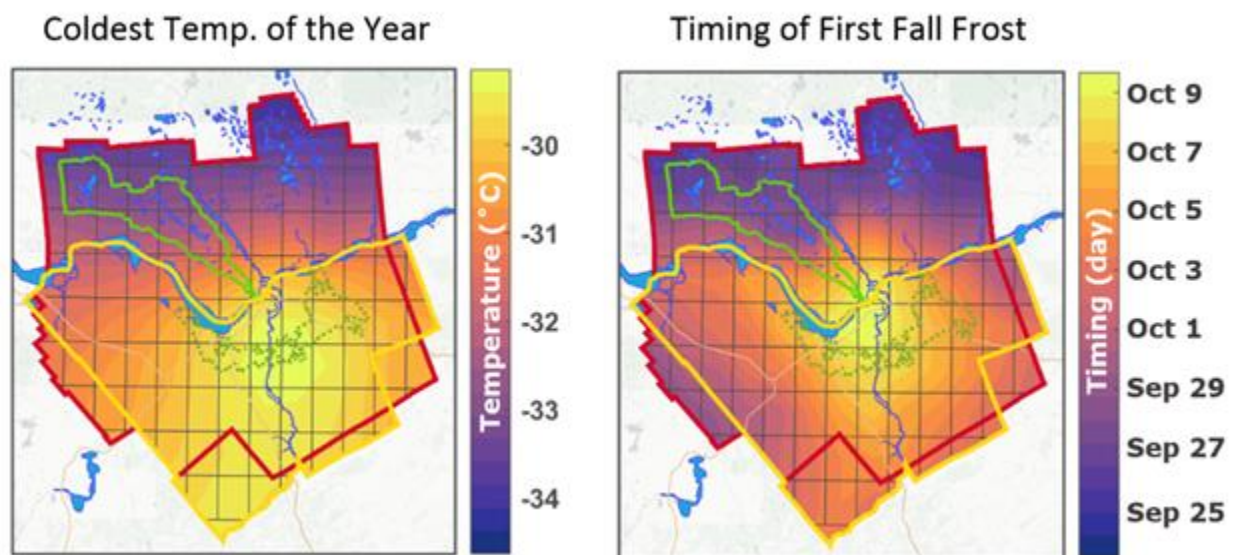 Coldest Temp. of the Year
-30
-31
-32
-33
-34
Temperature (˚C)
Timing of First Fall Frost
Oct 9
Oct 7
Oct 5
Oct 3
Oct 1
Sep 29
Sep 27
Sep 25
Timing (day)